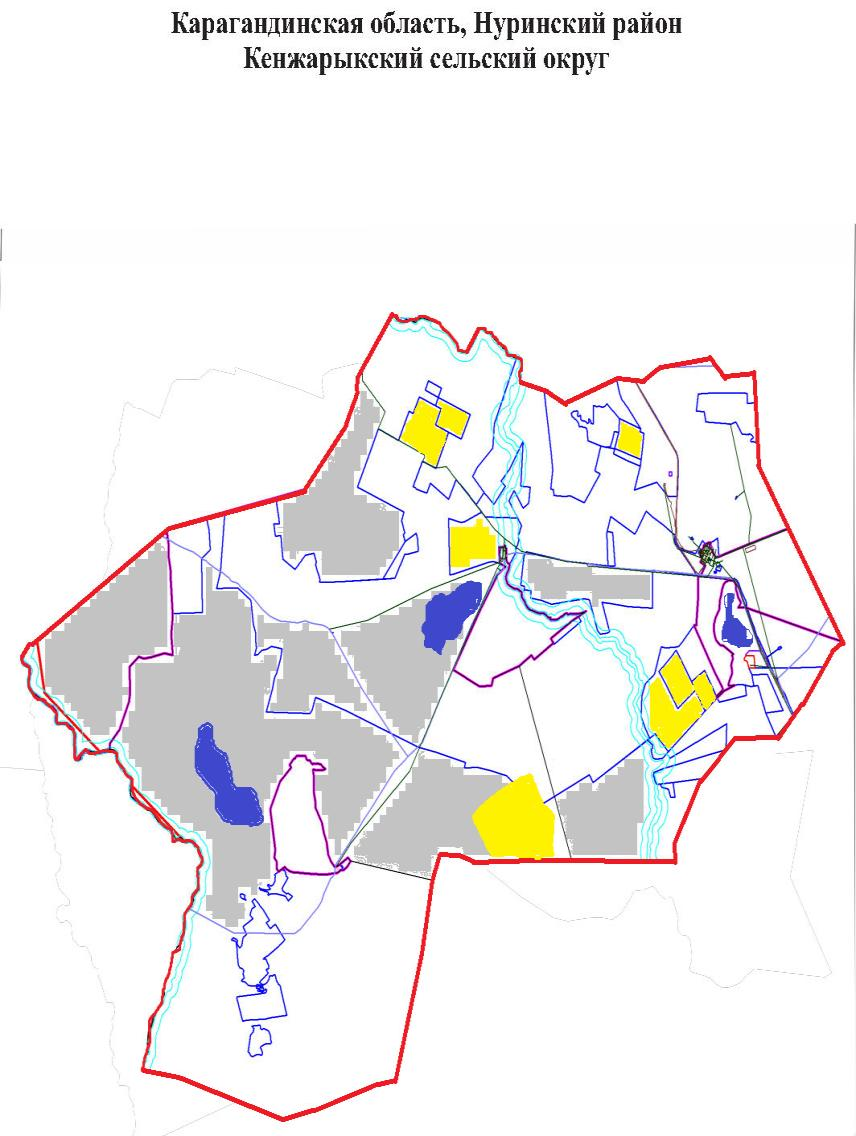 Карагандинская область, Нуринский район
Кенжарыкский сельский округ